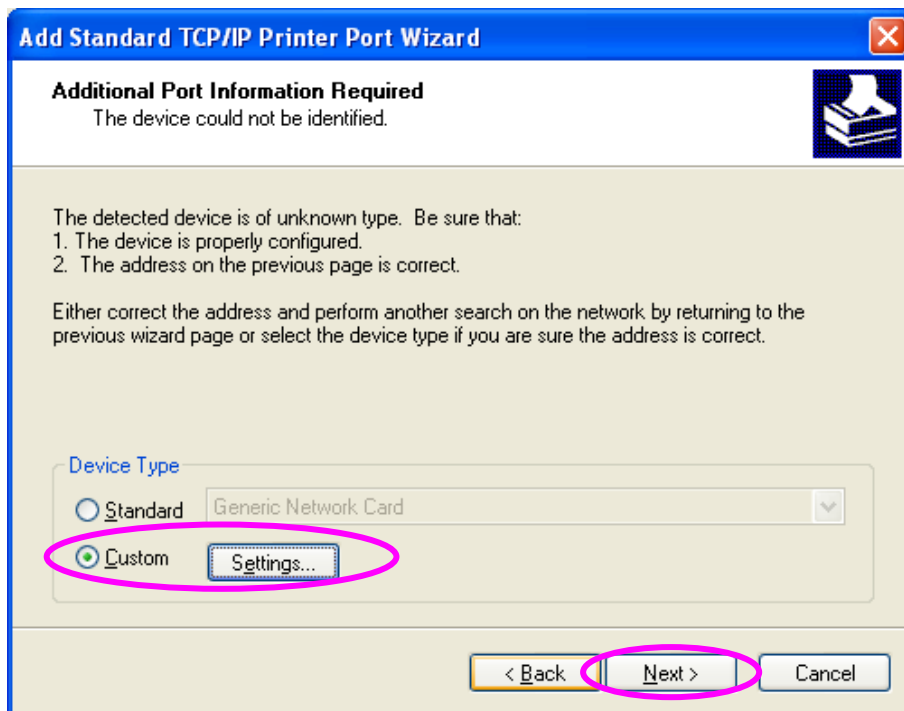 Add Standard TCP/IP Printer Port Wizard
Additional Port Information Required
The device could not be identified.
The detected device is of unknown type.  Be sure that:
1. The device is properly configured.
2.  The address on the previous page is correct.
Either correct the address and perform another search on the network by returning to the
previous wizard page or select the device type if you are sure the address is correct.
Device Type
Standard Generic Network Card
Custom Settings...
< Back Next > Cancel